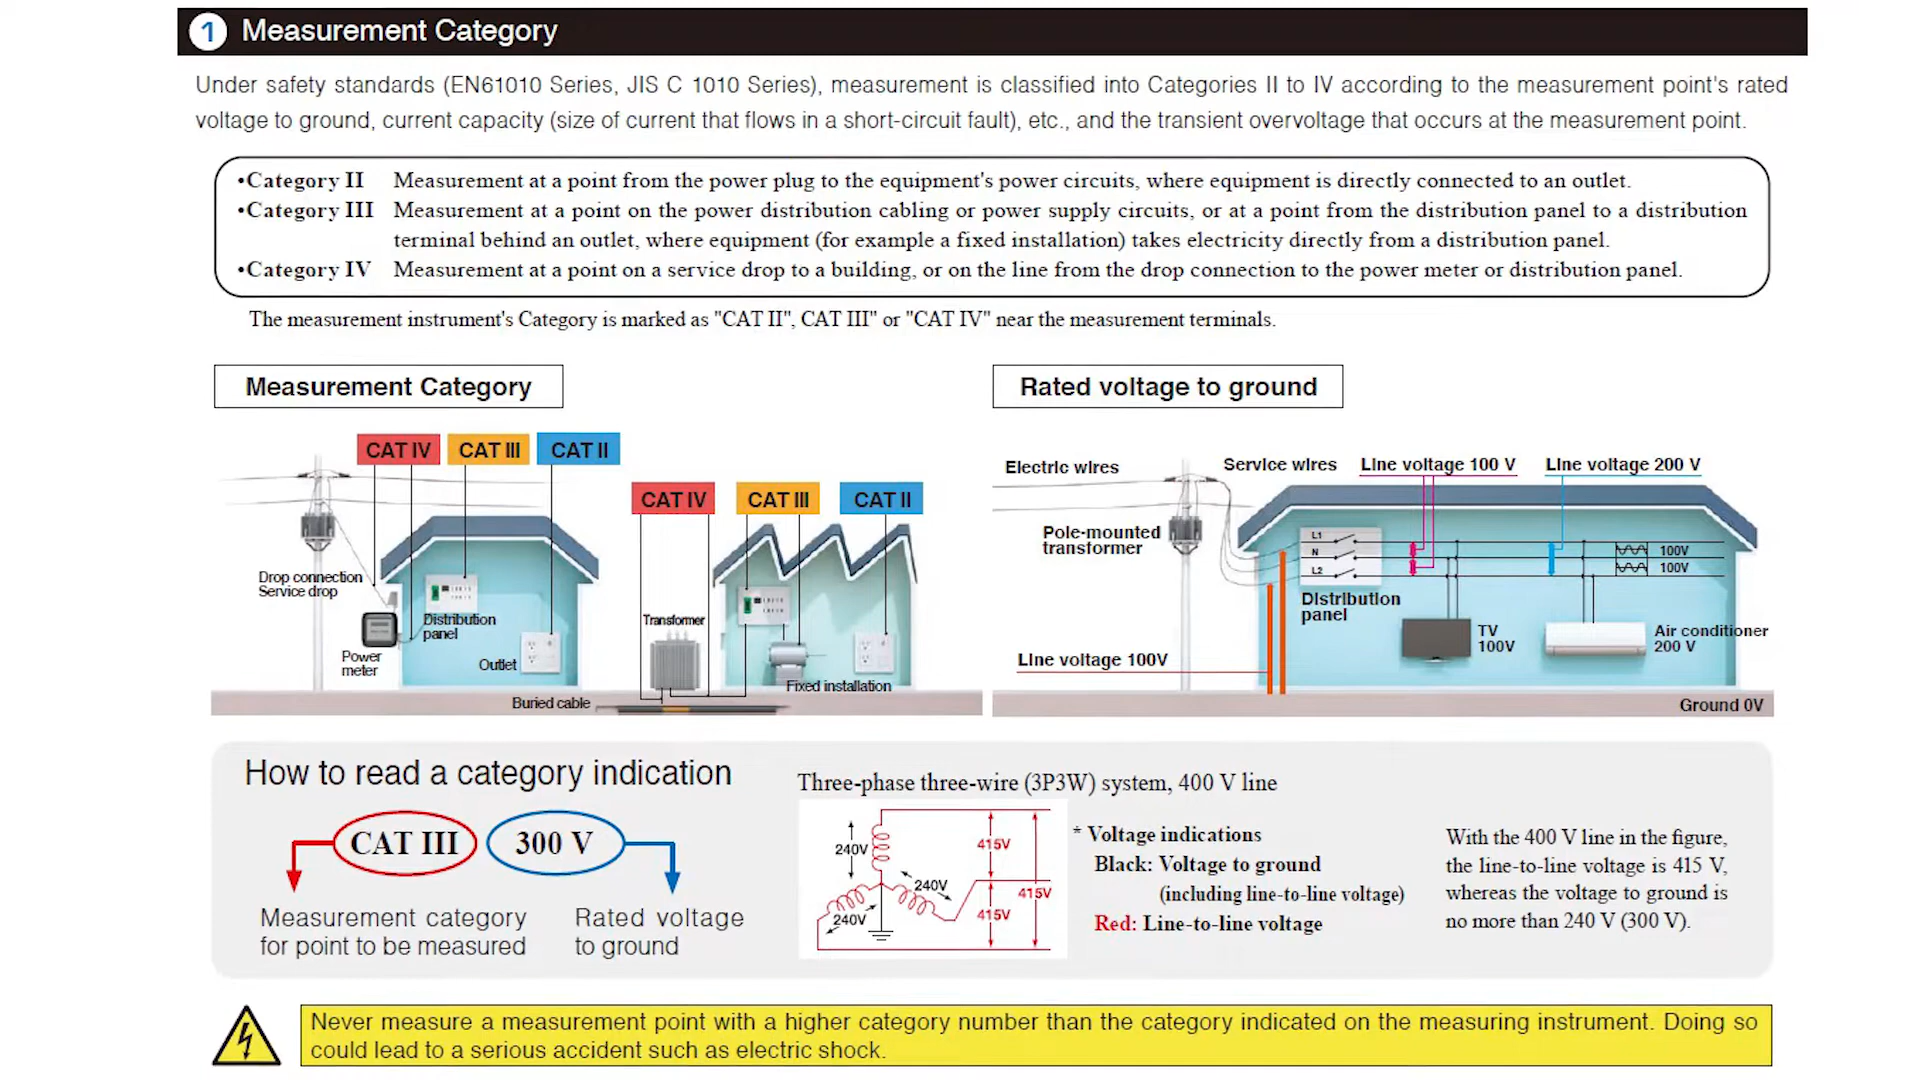 1 Measurement Category
Under safety standards (EN61010 Series, JIS C 1010 Series), measurement is classified into Categories II to IV according to the measurement point's rated
voltage to ground, current capacity (size of current that flows in a short-circuit fault), etc., and the transient overvoltage that occurs at the measurement point.
•Category II Measurement at a point from the power plug to the equipment's power circuits, where equipment is directly connected to an outlet.
•Category III Measurement at a point on the power distribution cabling or power supply circuits, or at a point from the distribution panel to a distribution
terminal behind an outlet, where equipment (for example a fixed installation) takes electricity directly from a distribution panel.
•Category IV Measurement at a point on a service drop to a building, or on the line from the drop connection to the power meter or distribution panel.
The measurement instrument's Category is marked as "CAT II", CAT III" or "CAT IV" near the measurement terminals.
Measurement Category
CAT IV CAT III CAT II
CAT IV CAT III CAT II
Drop connection
Service drop
Distribution
panel
Power
meter
Outlet
Transformer
Fixed installation
Buried cable
Rated voltage to ground
Electric wires
Service wires
Line voltage 100 V
Line voltage 200 V
Pole-mounted
transformer
L1
N
L2
100V
100V
Distribution
panel
TV
100V
Air conditioner
200 V
Line voltage 100V
Ground 0V
How to read a category indication
CAT III 300 V
Measurement category
for point to be measured
Rated voltage
to ground
Three-phase three-wire (3P3W) system, 400 V line
240V
240V
240V
415V
415V
415V
* Voltage indications
Black: Voltage to ground
(including line-to-line voltage)
Red: Line-to-line voltage
With the 400 V line in the figure,
the line-to-line voltage is 415 V,
whereas the voltage to ground is
no more than 240 V (300 V).
Never measure a measurement point with a higher category number than the category indicated on the measuring instrument. Doing so
could lead to a serious accident such as electric shock.